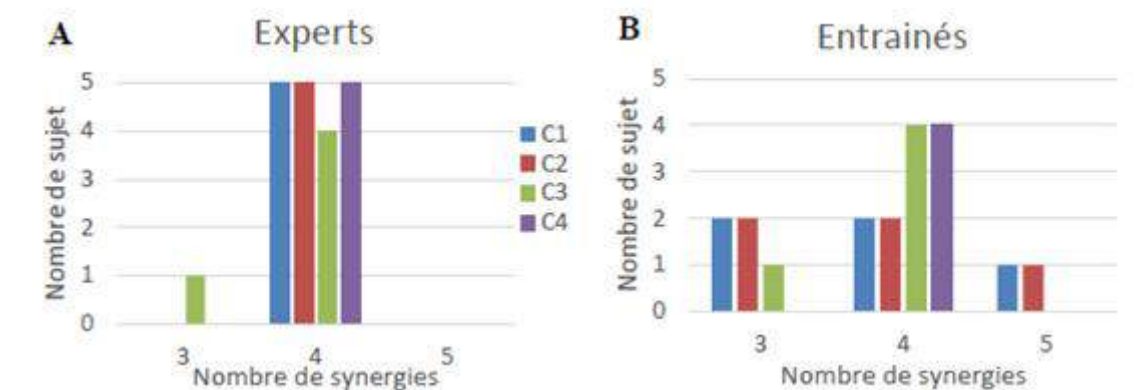 A
Experts
Nombre de sujet
5
4
3
2
1
0
3 4 5
Nombre de synergies
C1
C2
C3
C4
B
Entrainés
Nombre de sujet
5
4
3
2
1
0
3 4 5
Nombre de synergies